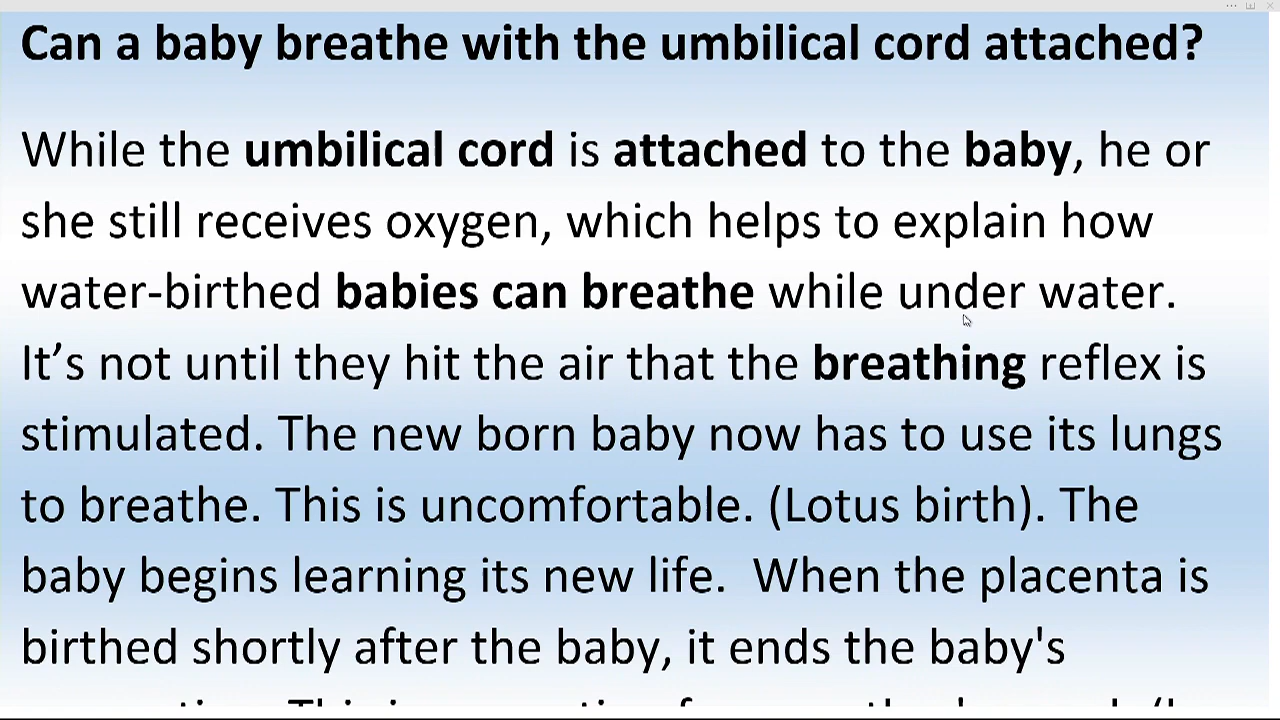 Can a baby breathe with the umbilical cord attached?
While the umbilical cord is attached to the baby, he or
she still receives oxygen, which helps to explain how
water-birthed babies can breathe while under water.
It’s not until they hit the air that the breathing reflex is
stimulated. The new born baby now has to use its lungs
to breathe. This is uncomfortable. (Lotus birth). The
baby begins learning its new life.  When the placenta is
birthed shortly after the baby, it ends the baby's